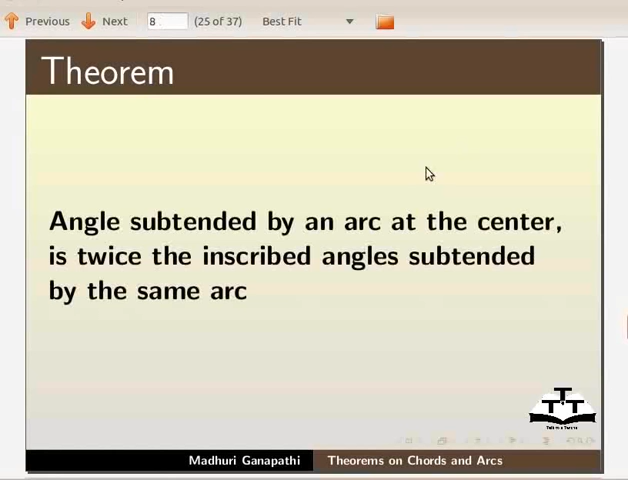 Previous Next 8 (25 of 37) Best Fit
Theorem
Angle subtended by an arc at the center,
is twice the inscribed angles subtended
by the same arc
Madhuri Ganapathi Theorems on Chords and Arcs